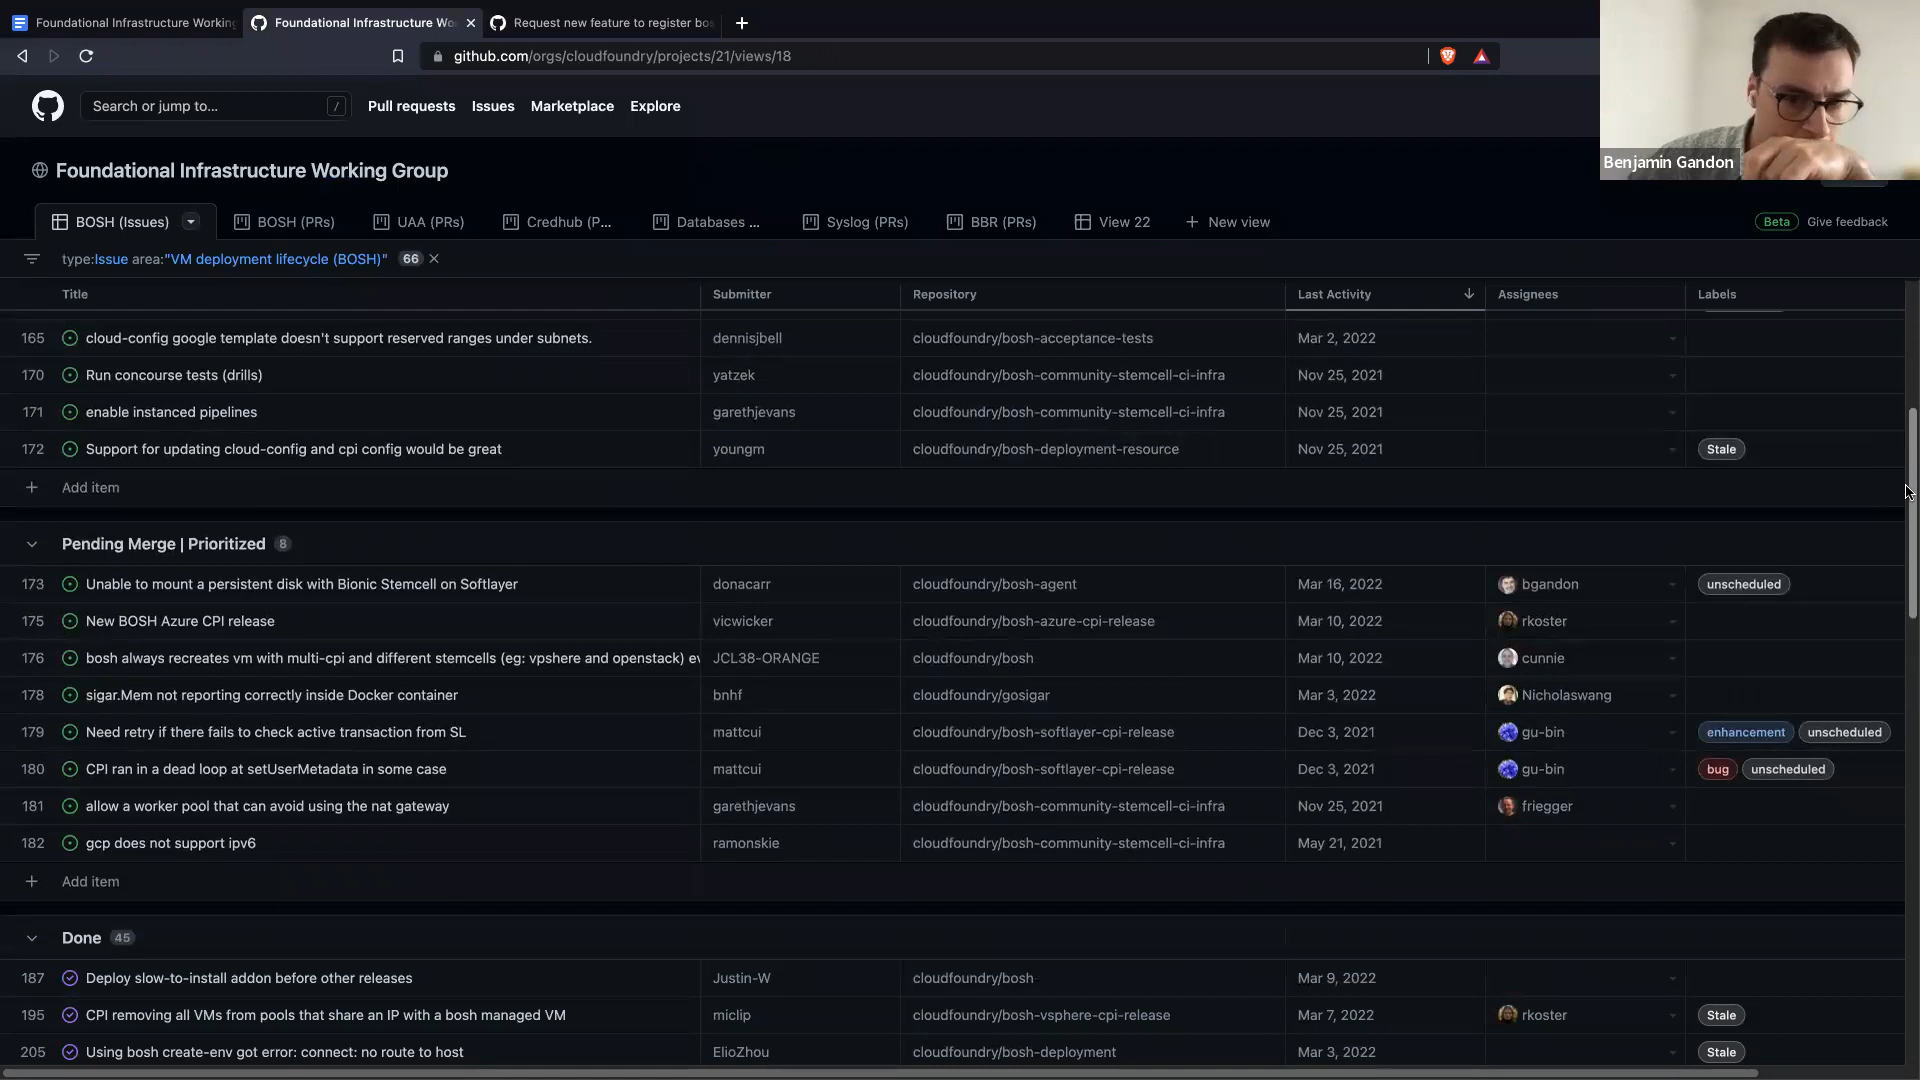 Foundational Infrastructure Working
Foundational Infrastructure Wo
Request new feature to register bos
github.com/orgs/cloudfoundry/projects/21/views/18
Search or jump to...
/
Pull requests
Issues
Marketplace
Explore
Benjamin Gandon
Foundational Infrastructure Working Group
BOSH (Issues)
BOSH (PRs)
UAA (PRs)
Credhub (P...
Databases ...
Syslog (PRs)
BBR (PRs)
View 22
New view
Beta Give feedback
type:Issue area:"VM deployment lifecycle (BOSH)" 66
Title Submitter Repository Last Activity Assignees Labels
165 cloud-config google template doesn't support reserved ranges under subnets. dennisjbell cloudfoundry/bosh-acceptance-tests Mar 2, 2022
170 Run concourse tests (drills) yatzek cloudfoundry/bosh-community-stemcell-ci-infra Nov 25, 2021
171 enable instanced pipelines garethjevans cloudfoundry/bosh-community-stemcell-ci-infra Nov 25, 2021
172 Support for updating cloud-config and cpi config would be great youngm cloudfoundry/bosh-deployment-resource Nov 25, 2021 Stale
Add item
Pending Merge | Prioritized 8
173 Unable to mount a persistent disk with Bionic Stemcell on Softlayer donacarr cloudfoundry/bosh-agent Mar 16, 2022 bgandon unscheduled
175 New BOSH Azure CPI release vicwicker cloudfoundry/bosh-azure-cpi-release Mar 10, 2022 rkoster
176 bosh always recreates vm with multi-cpi and different stemcells (eg: vpshere and openstack) ev JCL38-ORANGE cloudfoundry/bosh Mar 10, 2022 cunnie
178 sigar.Mem not reporting correctly inside Docker container bnhf cloudfoundry/gosigar Mar 3, 2022 Nicholaswang
179 Need retry if there fails to check active transaction from SL mattcui cloudfoundry/bosh-softlayer-cpi-release Dec 3, 2021 gu-bin enhancement unscheduled
180 CPI ran in a dead loop at setUserMetadata in some case mattcui cloudfoundry/bosh-softlayer-cpi-release Dec 3, 2021 gu-bin bug unscheduled
181 allow a worker pool that can avoid using the nat gateway garethjevans cloudfoundry/bosh-community-stemcell-ci-infra Nov 25, 2021 friegger
182 gcp does not support ipv6 ramonskie cloudfoundry/bosh-community-stemcell-ci-infra May 21, 2021
Add item
Done 45
187 Deploy slow-to-install addon before other releases Justin-W cloudfoundry/bosh Mar 9, 2022
195 CPI removing all VMs from pools that share an IP with a bosh managed VM miclip cloudfoundry/bosh-vsphere-cpi-release Mar 7, 2022 rkoster Stale
205 Using bosh create-env got error: connect: no route to host ElioZhou cloudfoundry/bosh-deployment Mar 3, 2022 Stale